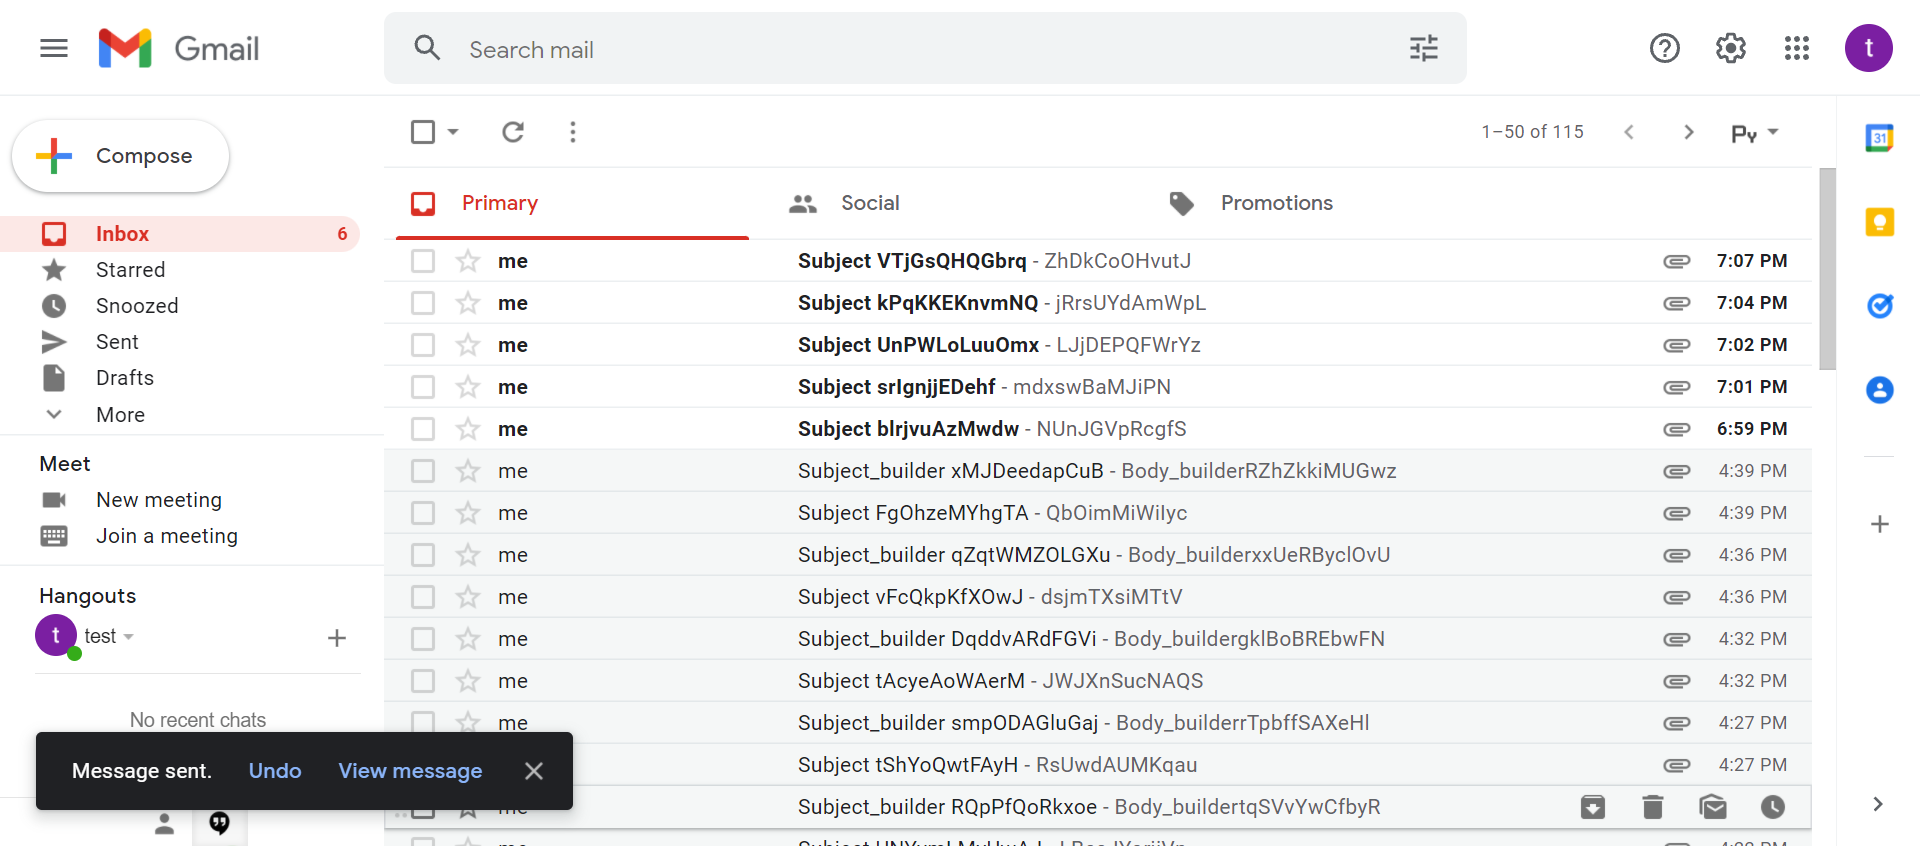 Gmail
Search mail
t
Compose
1–50 of 115
Ру
31
Primary
Social
Promotions
Inbox 6
Starred
Snoozed
Sent
Drafts
More
Meet
New meeting
Join a meeting
Hangouts
t test
No recent chats
me Subject VTjGsQHQGbrq - ZhDkCoOHvutJ 7:07 PM
me Subject kPqKKEKnvmNQ - jRrsUYdAmWpL 7:04 PM
me Subject UnPWLoLuuOmx - LJjDEPQFWrYz 7:02 PM
me Subject srIgnjjEDehf - mdxswBaMJiPN 7:01 PM
me Subject blrjvuAzMwdw - NUnJGVpRcgfS 6:59 PM
me Subject_builder xMJDeedapCuB - Body_builderRZhZkkiMUGwz 4:39 PM
me Subject FgOhzeMYhgTA - QbOimMiWiIyc 4:39 PM
me Subject_builder qZqtWMZOLGXu - Body_builderxxUeRByclOvU 4:36 PM
me Subject vFcQkpKfXOwJ - dsjmTXsiMTtV 4:36 PM
me Subject_builder DqddvARdFGVi - Body_buildergklBoBREbwFN 4:32 PM
me Subject tAcyeAoWAerM - JWJXnSucNAQS 4:32 PM
me Subject_builder smpODAGluGaj - Body_builderrTpbffSAXeHl 4:27 PM
Subject tShYoQwtFAyH - RsUwdAUMKqau 4:27 PM
me Subject_builder RQpPfQoRkxoe - Body_buildertqSVvYwCfbyR
Message sent. Undo View message